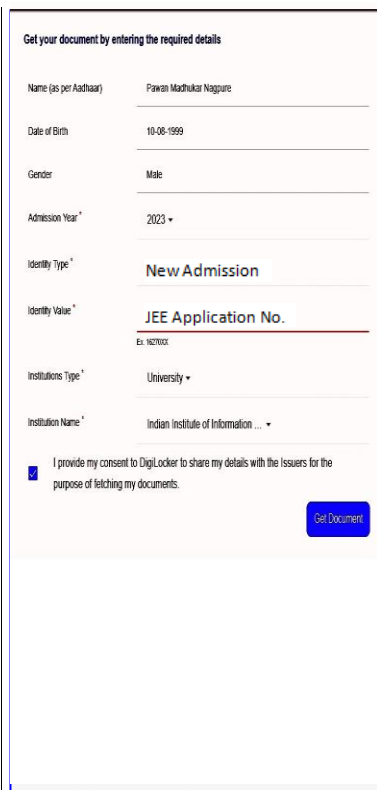 Get your document by entering the required details
Name (as per Aadhaar) Pawan Madhukar Nagpure
Date of Birth 10-08-1999
Gender Male
Admission Year * 2023
Identity Type * New Admission
Identity Value * JEE Application No.
Ex. 16270XX
Institutions Type * University
Institution Name * Indian Institute of Information ...
I provide my consent to DigiLocker to share my details with the Issuers for the
purpose of fetching my documents.
Get Document